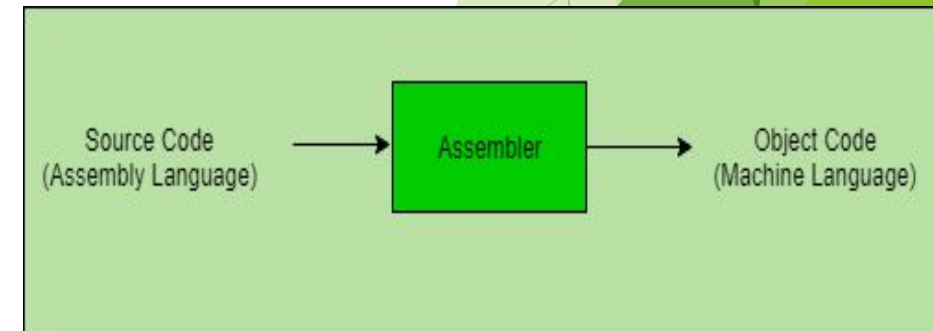 Source Code
(Assembly Language)
Assembler
Object Code
(Machine Language)